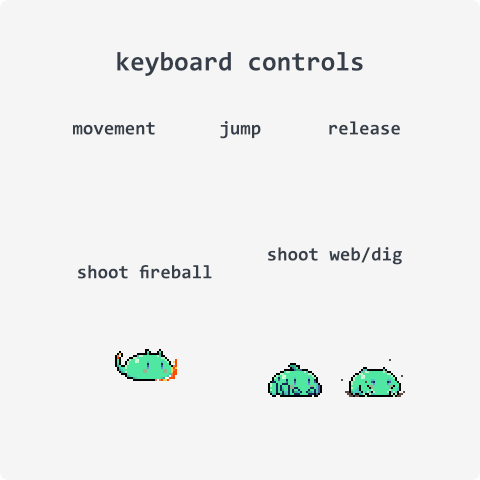 keyboard controls
movement
jump
release
shoot web/dig
shoot fireball